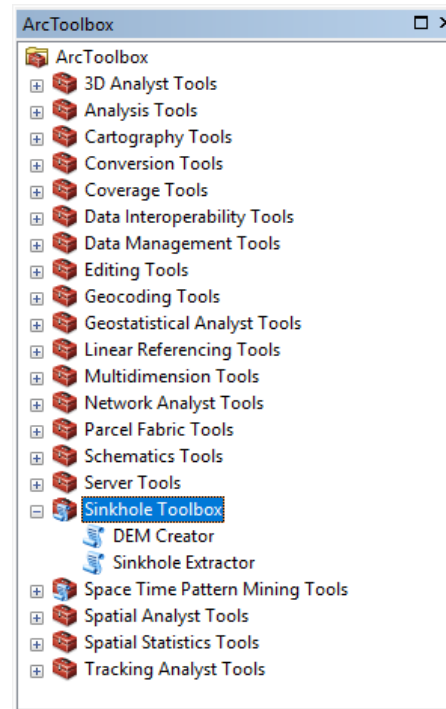 ArcToolbox
ArcToolbox
3D Analyst Tools
Analysis Tools
Cartography Tools
Conversion Tools
Coverage Tools
Data Interoperability Tools
Data Management Tools
Editing Tools
Geocoding Tools
Geostatistical Analyst Tools
Linear Referencing Tools
Multidimension Tools
Network Analyst Tools
Parcel Fabric Tools
Schematics Tools
Server Tools
Sinkhole Toolbox
DEM Creator
Sinkhole Extractor
Space Time Pattern Mining Tools
Spatial Analyst Tools
Spatial Statistics Tools
Tracking Analyst Tools